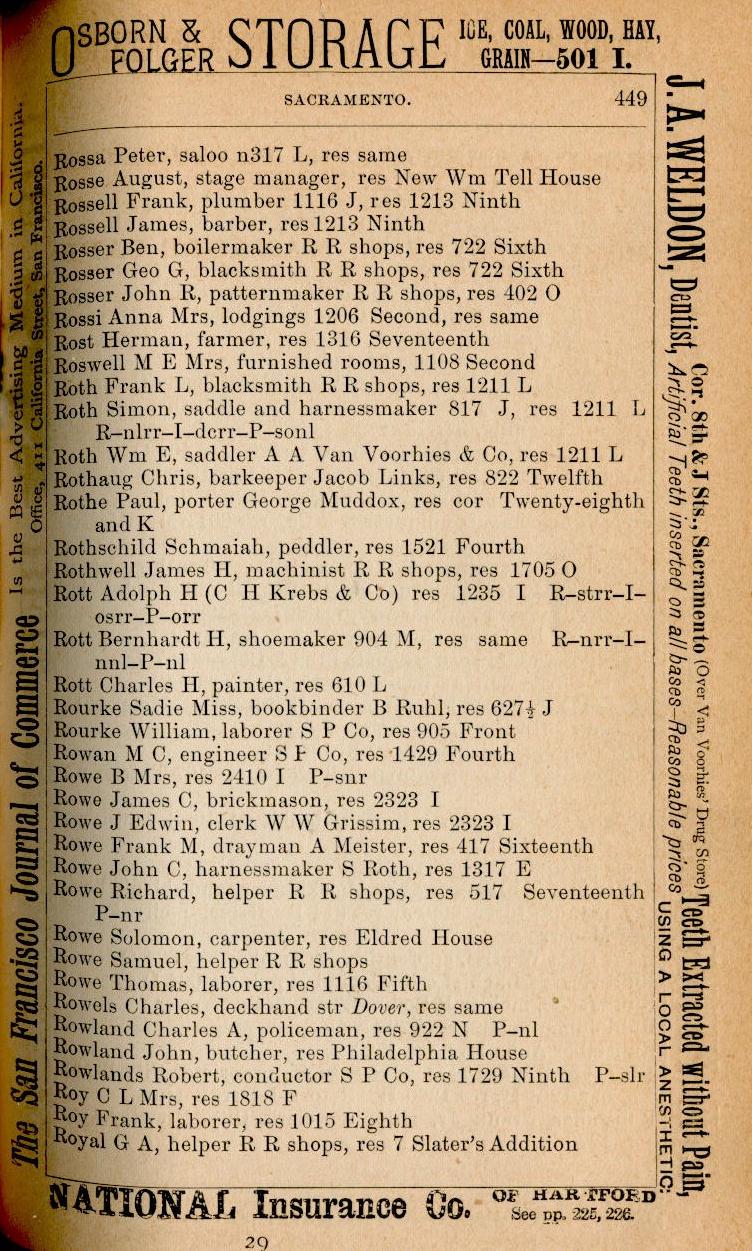 OSBORN & FOLGER STORAGE ICE, COAL, WOOD, HAY, GRAIN—501 I.
SACRAMENTO. 449
Rossa Peter, saloo n317 L, res same
Rosse August, stage manager, res New Wm Tell House
Rossell Frank, plumber 1116 J, res 1213 Ninth
Rossell James, barber, res 1213 Ninth
Rosser Ben, boilermaker R R shops, res 722 Sixth
Rosser Geo G, blacksmith R R shops, res 722 Sixth
Rosser John R, patternmaker R R shops, res 402 O
Rossi Anna Mrs, lodgings 1206 Second, res same
Rost Herman, farmer, res 1316 Seventeenth
Roswell M E Mrs, furnished rooms, 1108 Second
Roth Frank L, blacksmith R R shops, res 1211 L
Roth Simon, saddle and harnessmaker 817 J, res 1211 L
R–nlrr–I–dcrr–P–sonl
Roth Wm E, saddler A A Van Voorhies & Co, res 1211 L
Rothaug Chris, barkeeper Jacob Links, res 822 Twelfth
Rothe Paul, porter George Muddox, res cor Twenty-eighth
and K
Rothschild Schmaiah, peddler, res 1521 Fourth
Rothwell James H, machinist R R shops, res 1705 O
Rott Adolph H (C H Krebs & Co) res 1235 I R–strr–I–
osrr–P–orr
Rott Bernhardt H, shoemaker 904 M, res same R–nrr–I–
nnl–P–nl
Rott Charles H, painter, res 610 L
Rourke Sadie Miss, bookbinder B Ruhl, res 627½ J
Rourke William, laborer S P Co, res 905 Front
Rowan M C, engineer S P Co, res 1429 Fourth
Rowe B Mrs, res 2410 I P–snr
Rowe James C, brickmason, res 2323 I
Rowe J Edwin, clerk W W Grissim, res 2323 I
Rowe Frank M, drayman A Meister, res 417 Sixteenth
Rowe John C, harnessmaker S Roth, res 1317 E
Rowe Richard, helper R R shops, res 517 Seventeenth
P–nr
Rowe Solomon, carpenter, res Eldred House
Rowe Samuel, helper R R shops
Rowe Thomas, laborer, res 1116 Fifth
Rowels Charles, deckhand str Dover, res same
Rowland Charles A, policeman, res 922 N P–nl
Rowland John, butcher, res Philadelphia House
Rowlands Robert, conductor S P Co, res 1729 Ninth P–slr
Roy C L Mrs, res 1818 F
Roy Frank, laborer, res 1015 Eighth
Royal G A, helper R R shops, res 7 Slater's Addition
NATIONAL Insurance Co. OF HARTFORD
See pp. 225, 226.
29
The San Francisco Journal of Commerce Is the Best Advertising Medium in California.
Office, 411 California Street, San Francisco.
J. A. WELDON, Dentist, Cor. 8th & J Sts., Sacramento (Over Van Voorhies' Drug Store) Teeth Extracted without Pain,
Artificial Teeth inserted on all bases—Reasonable prices USING A LOCAL ANESTHETIC.